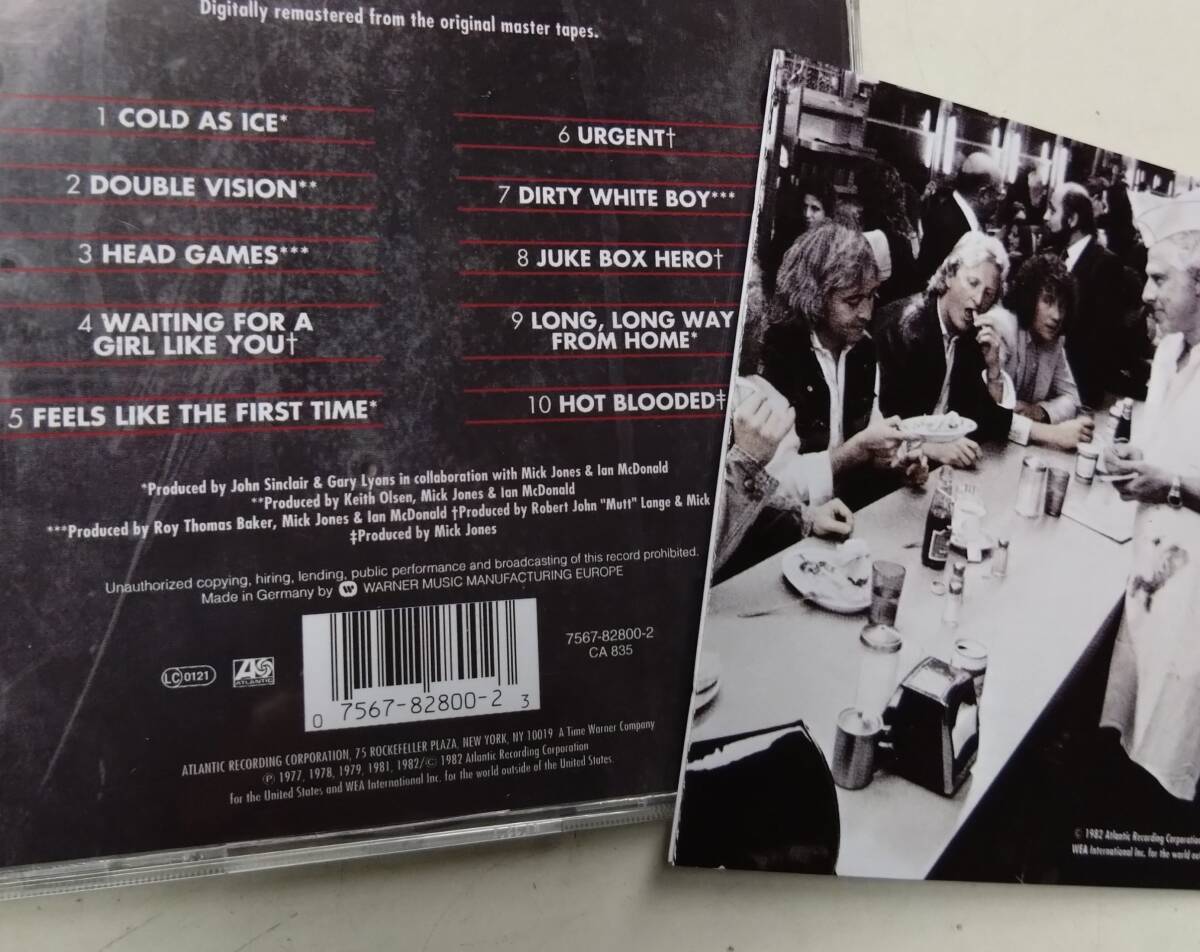 Digitally remastered from the original master tapes.
1 COLD AS ICE*
2 DOUBLE VISION**
3 HEAD GAMES***
4 WAITING FOR A
GIRL LIKE YOU†
5 FEELS LIKE THE FIRST TIME*
6 URGENT†
7 DIRTY WHITE BOY***
8 JUKE BOX HERO†
9 LONG, LONG WAY
FROM HOME*
10 HOT BLOODED‡
*Produced by John Sinclair & Gary Lyons in collaboration with Mick Jones & Ian McDonald
**Produced by Keith Olsen, Mick Jones & Ian McDonald
***Produced by Roy Thomas Baker, Mick Jones & Ian McDonald †Produced by Robert John "Mutt" Lange & Mick
‡Produced by Mick Jones
Unauthorized copying, hiring, lending, public performance and broadcasting of this record prohibited.
Made in Germany by W WARNER MUSIC MANUFACTURING EUROPE
7567-82800-2
CA 835
LC 0121
ATLANTIC
0 7567-82800-2 3
ATLANTIC RECORDING CORPORATION, 75 ROCKEFELLER PLAZA, NEW YORK, NY 10019 A Time Warner Company
℗ 1977, 1978, 1979, 1981, 1982/© 1982 Atlantic Recording Corporation
for the United States and WEA International Inc. for the world outside of the United States.
© 1982 Atlantic Recording Corporation
WEA International Inc. for the world ou